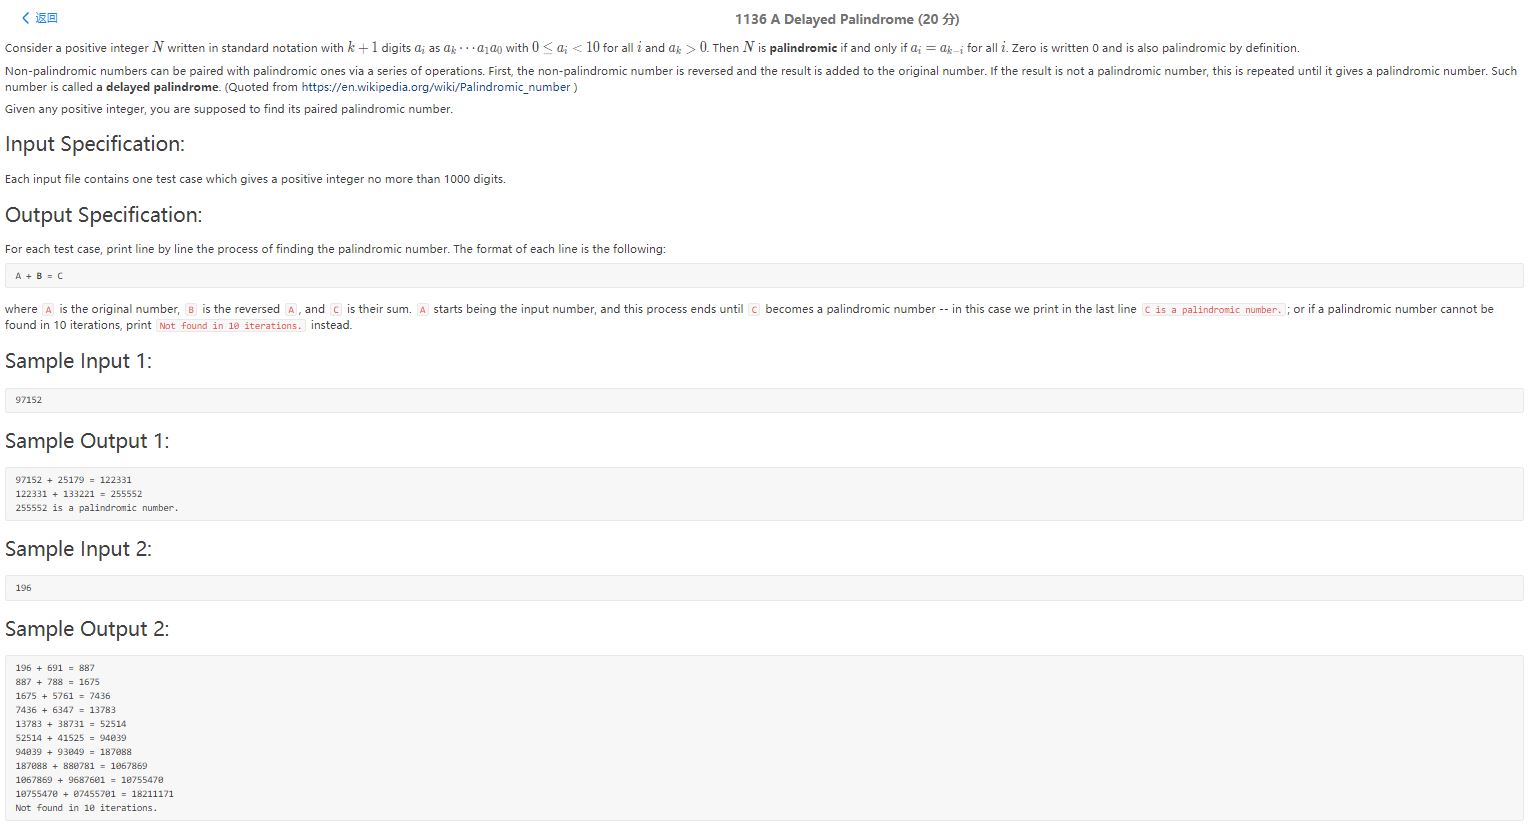 返回
1136 A Delayed Palindrome (20 分)
Consider a positive integer N written in standard notation with k + 1 digits a_i as a_k ⋯ a_1a_0 with 0 ≤ a_i < 10 for all i and a_k > 0. Then N is palindromic if and only if a_i = a_{k−i} for all i. Zero is written 0 and is also palindromic by definition.
Non-palindromic numbers can be paired with palindromic ones via a series of operations. First, the non-palindromic number is reversed and the result is added to the original number. If the result is not a palindromic number, this is repeated until it gives a palindromic number. Such
number is called a delayed palindrome. (Quoted from https://en.wikipedia.org/wiki/Palindromic_number )
Given any positive integer, you are supposed to find its paired palindromic number.
Input Specification:
Each input file contains one test case which gives a positive integer no more than 1000 digits.
Output Specification:
For each test case, print line by line the process of finding the palindromic number. The format of each line is the following:
A + B = C
where A is the original number, B is the reversed A, and C is their sum. A starts being the input number, and this process ends until C becomes a palindromic number -- in this case we print in the last line C is a palindromic number. ; or if a palindromic number cannot be
found in 10 iterations, print Not found in 10 iterations. instead.
Sample Input 1:
97152
Sample Output 1:
97152 + 25179 = 122331
122331 + 133221 = 255552
255552 is a palindromic number.
Sample Input 2:
196
Sample Output 2:
196 + 691 = 887
887 + 788 = 1675
1675 + 5761 = 7436
7436 + 6347 = 13783
13783 + 38731 = 52514
52514 + 41525 = 94039
94039 + 93049 = 187088
187088 + 880781 = 1067869
1067869 + 9687601 = 10755470
10755470 + 07455701 = 18211171
Not found in 10 iterations.